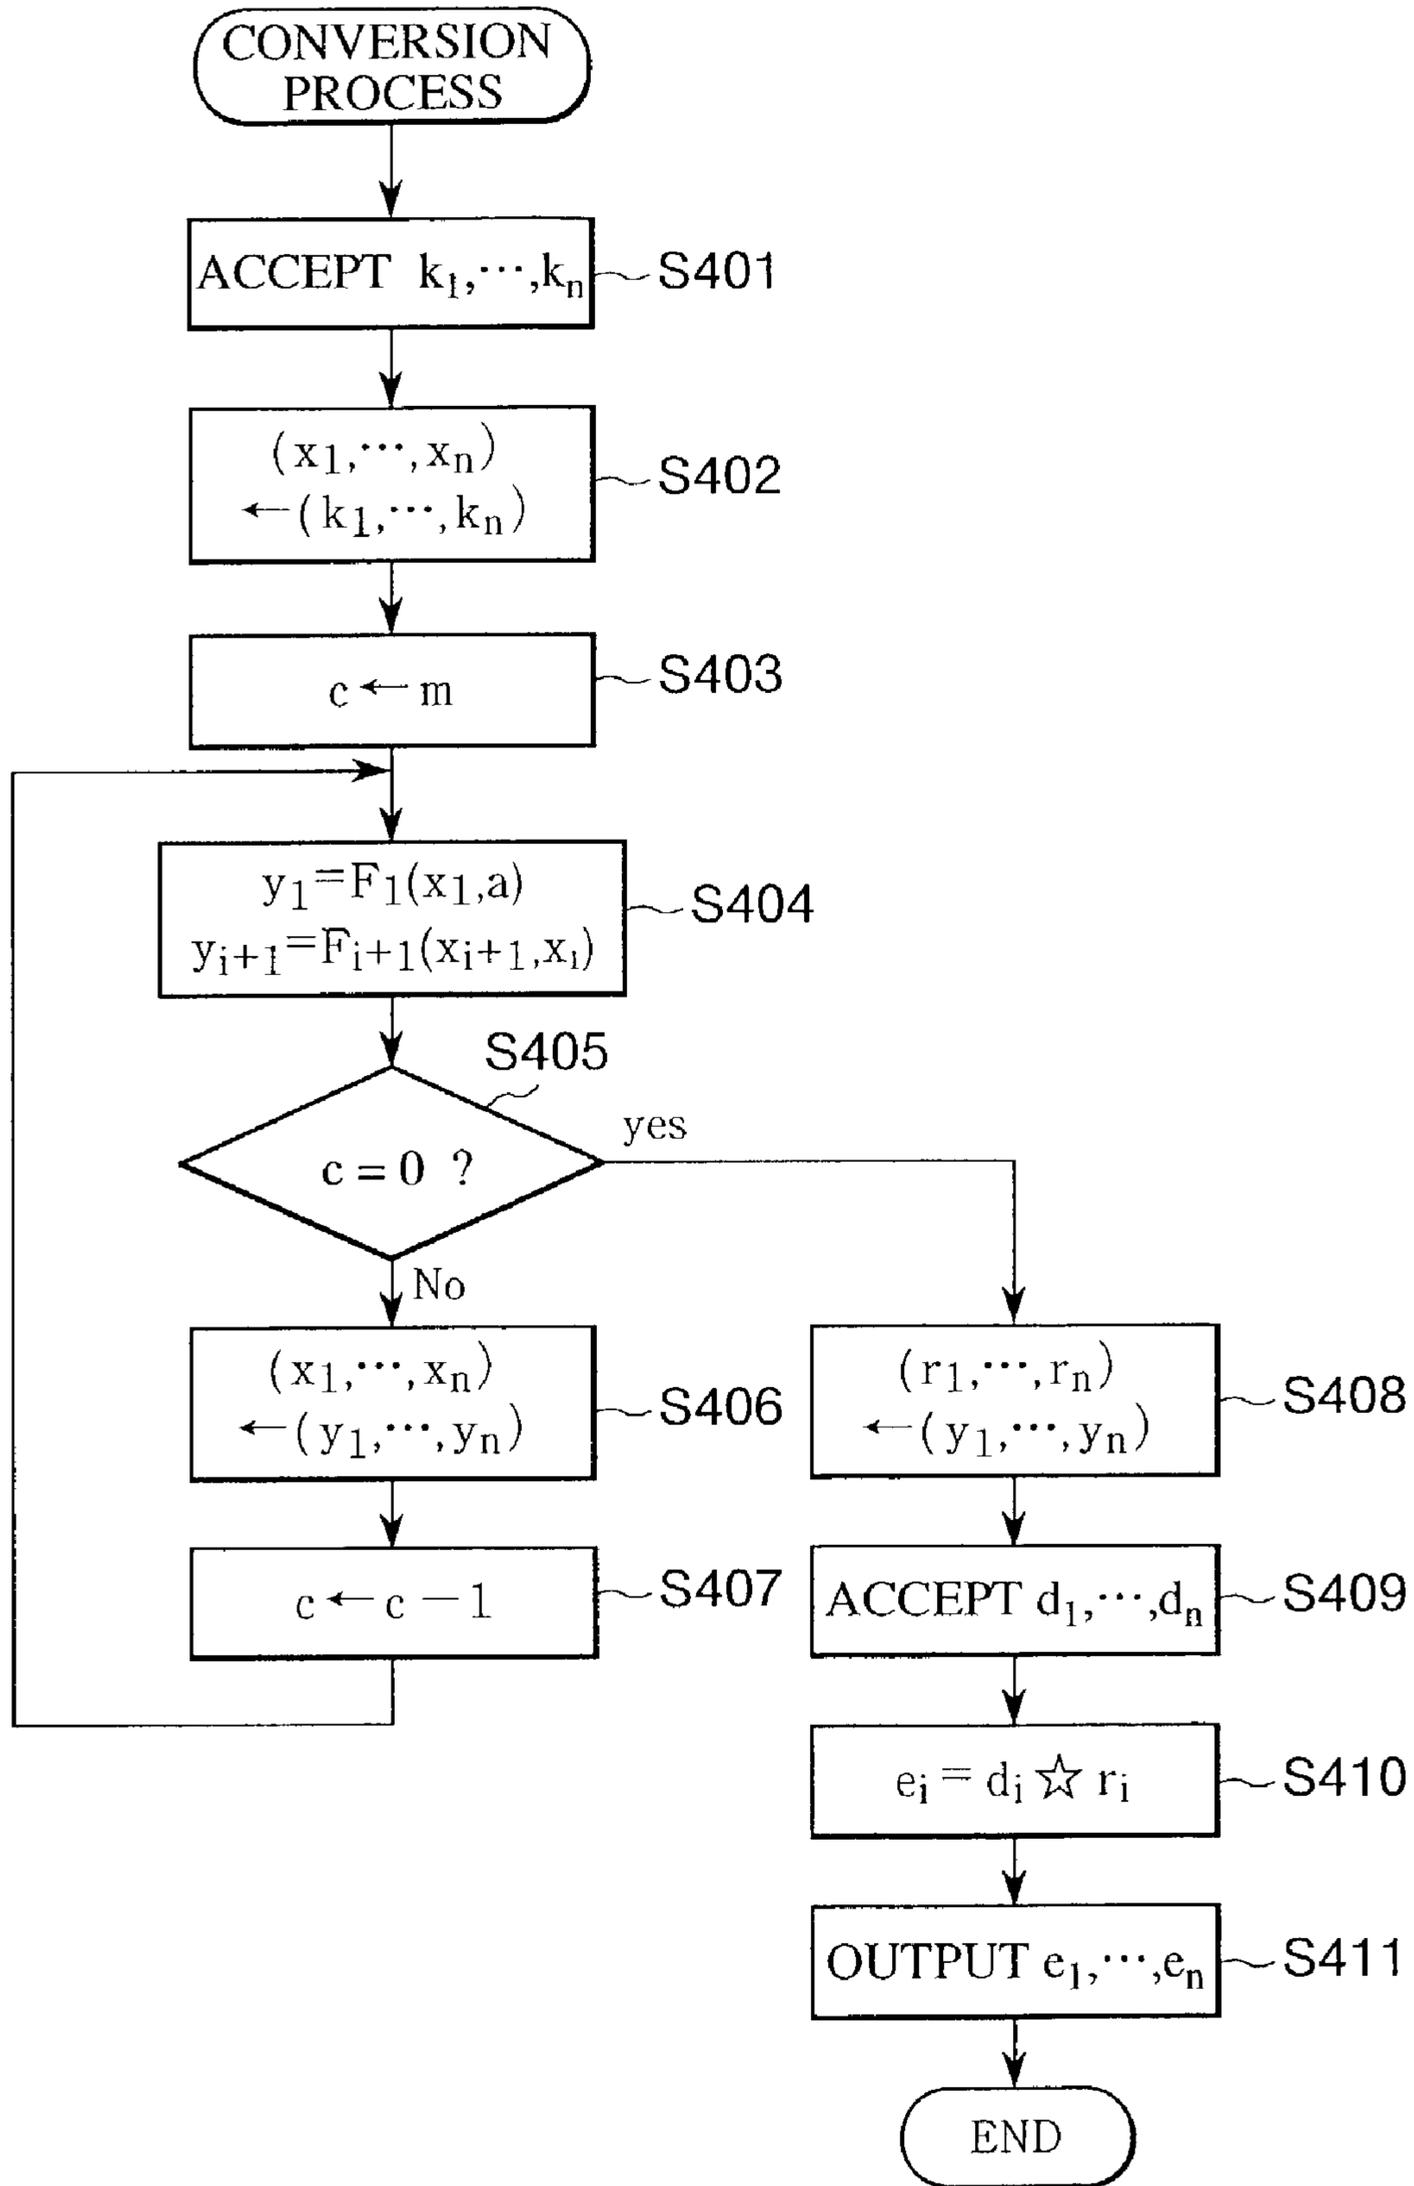 CONVERSION
PROCESS
ACCEPT k₁,⋯,kₙ
S401
(x₁,⋯,xₙ)
←(k₁,⋯,kₙ)
S402
c←m
S403
y₁=F₁(x₁,a)
yᵢ₊₁=Fᵢ₊₁(xᵢ₊₁,xᵢ)
S404
S405
c=0 ?
yes
No
(x₁,⋯,xₙ)
←(y₁,⋯,yₙ)
S406
c←c−1
S407
(r₁,⋯,rₙ)
←(y₁,⋯,yₙ)
S408
ACCEPT d₁,⋯,dₙ
S409
eᵢ=dᵢ☆rᵢ
S410
OUTPUT e₁,⋯,eₙ
S411
END